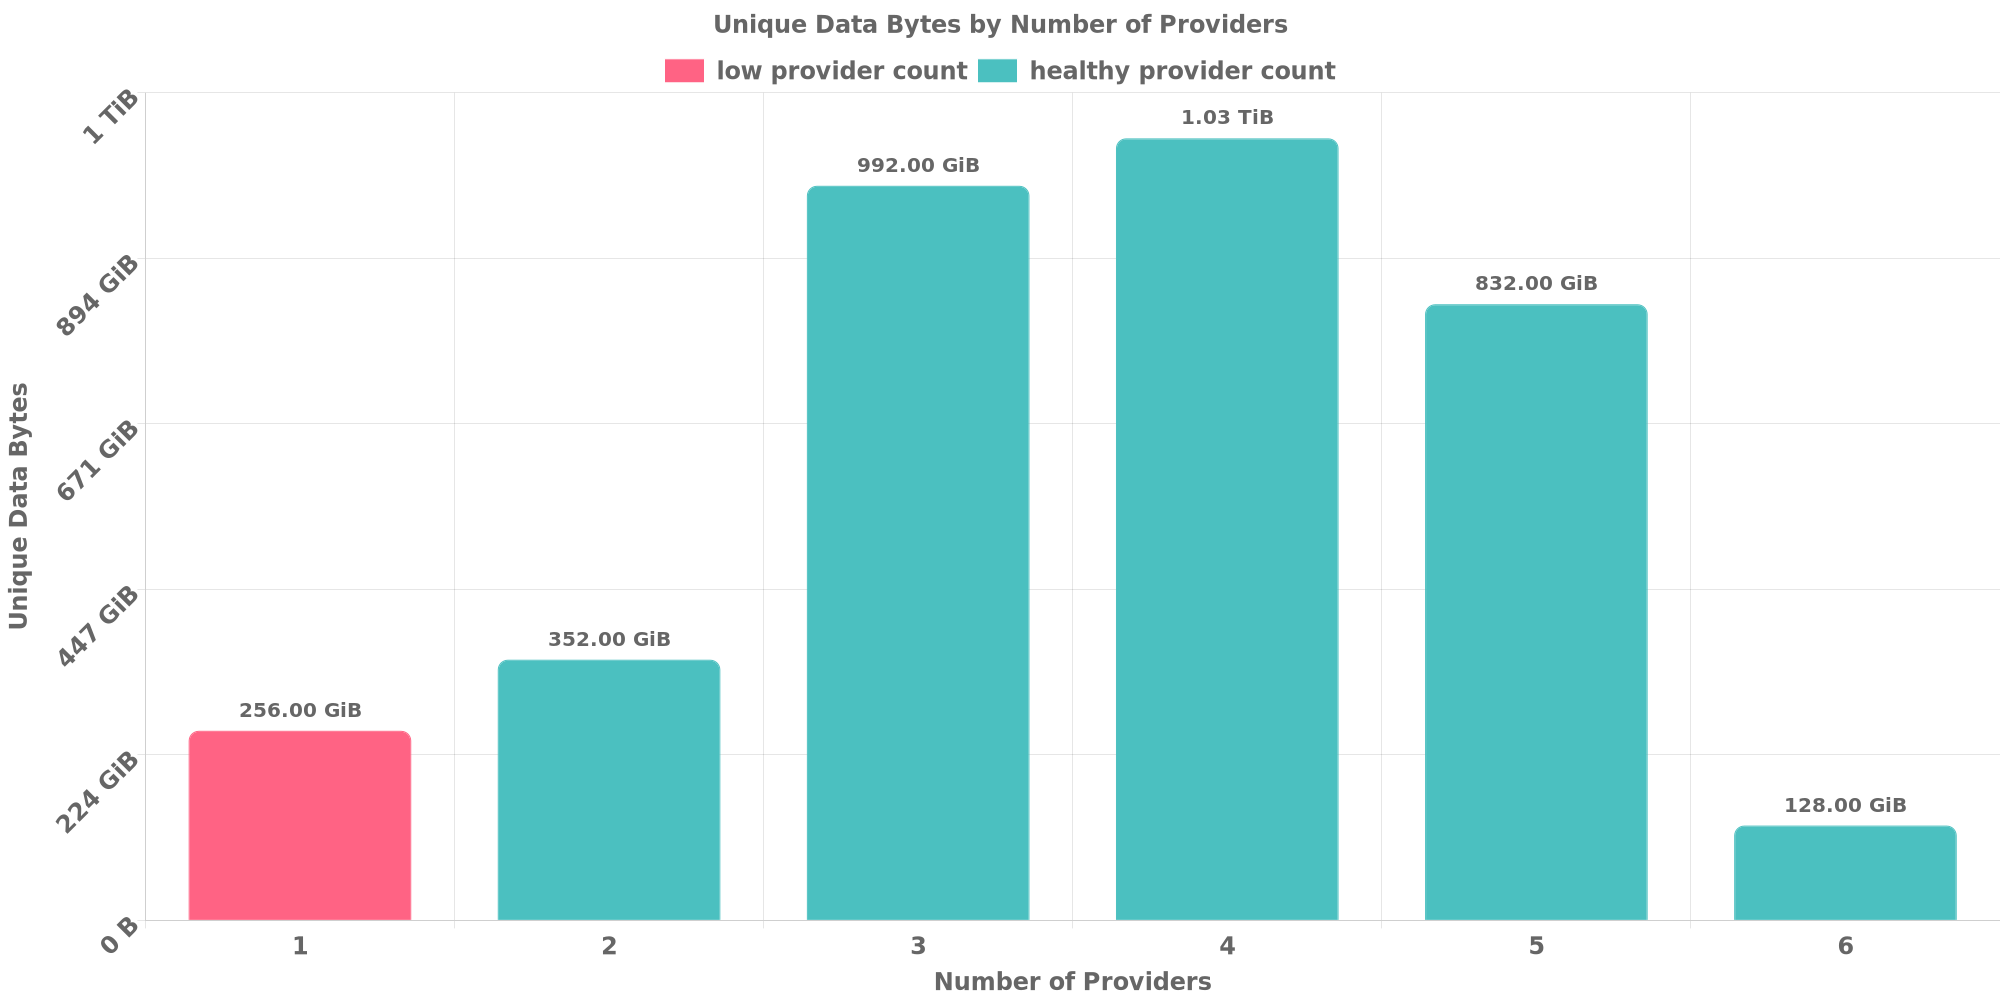 Unique Data Bytes by Number of Providers
low provider count healthy provider count
1 TiB
894 GiB
671 GiB
447 GiB
224 GiB
0 B
Unique Data Bytes
256.00 GiB
352.00 GiB
992.00 GiB
1.03 TiB
832.00 GiB
128.00 GiB
1 2 3 4 5 6
Number of Providers